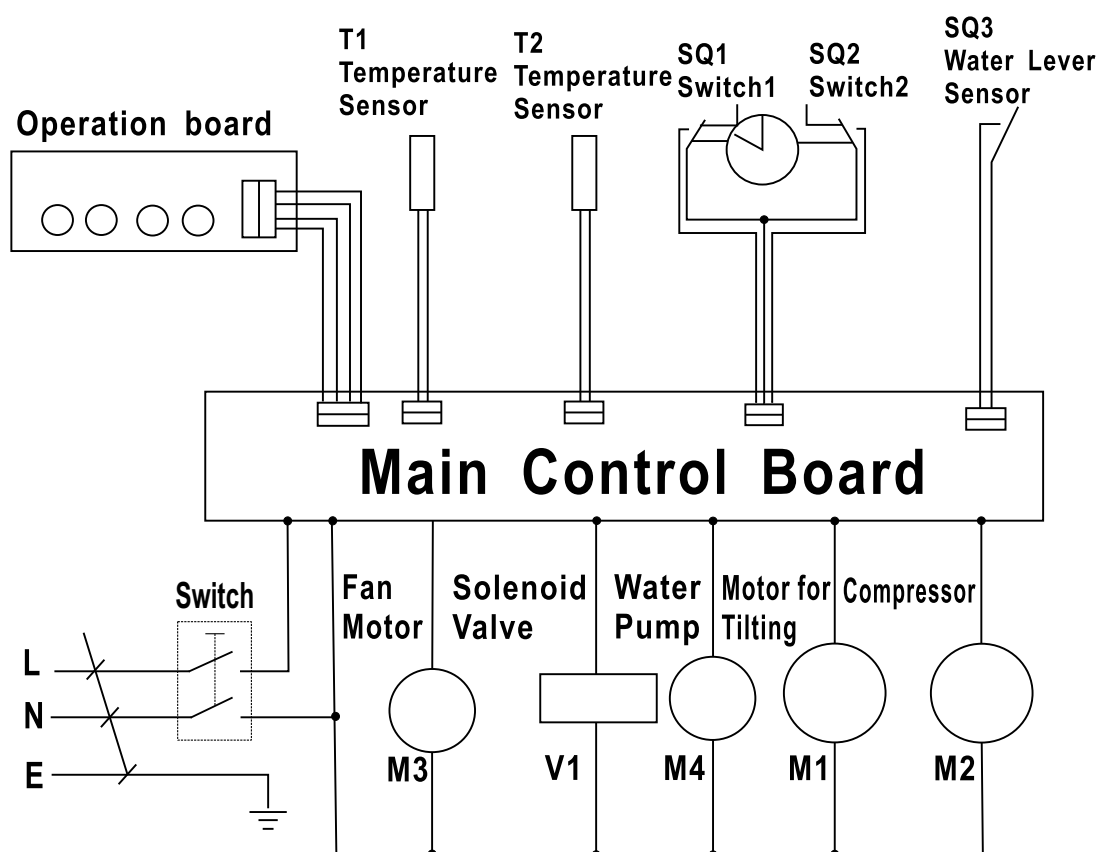 T1
Temperature
Sensor
T2
Temperature
Sensor
SQ1
Switch1
SQ2
Switch2
SQ3
Water Lever
Sensor
Operation board
Main Control Board
Switch
L
N
E
Fan
Motor
M3
Solenoid
Valve
V1
Water
Pump
M4
Motor for
Tilting
M1
Compressor
M2